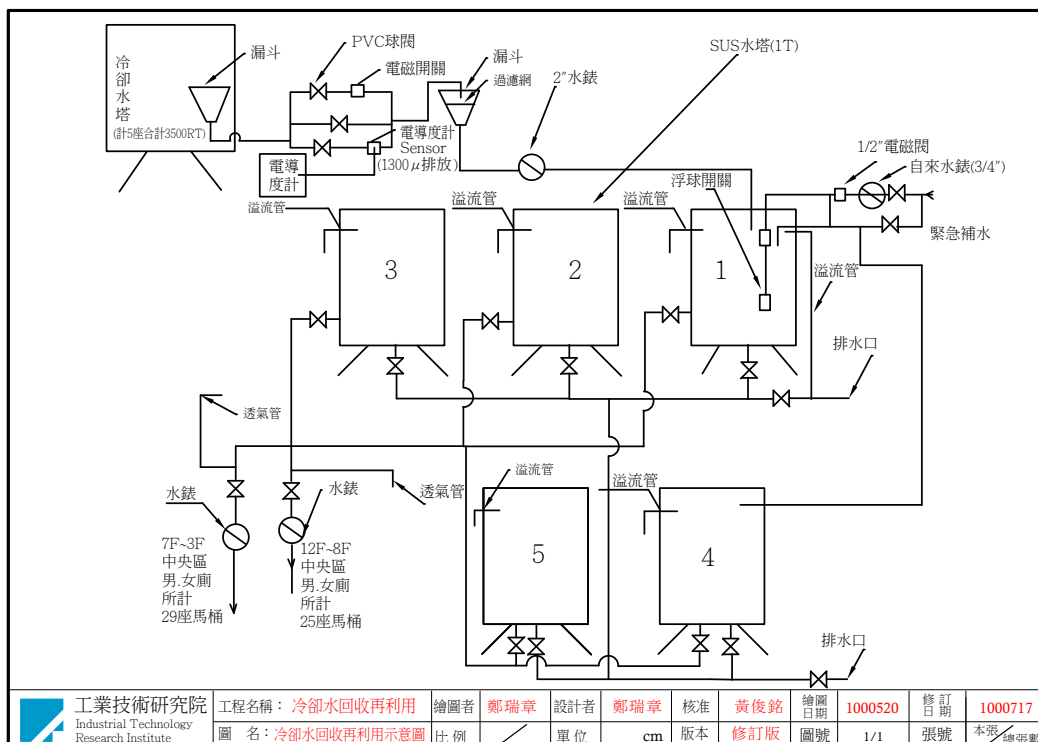 冷卻水塔
(計5座合計3500RT)
漏斗
PVC球閥
電磁開關
電導度計
Sensor
(1300μ排放)
電導
度計
漏斗
過濾網
2”水錶
SUS水塔(1T)
1/2”電磁閥
自來水錶(3/4”)
浮球開關
緊急補水
溢流管
溢流管
溢流管
溢流管
3
2
1
排水口
透氣管
水錶
水錶
透氣管
溢流管
溢流管
5
4
7F~3F
中央區
男.女廁
所計
29座馬桶
12F~8F
中央區
男.女廁
所計
25座馬桶
排水口
工業技術研究院
Industrial Technology
Research Institute
工程名稱： 冷卻水回收再利用 繪圖者 鄭瑞章 設計者 鄭瑞章 核准 黃俊銘 繪圖日期 1000520 修訂日期 1000717
圖 名：冷卻水回收再利用示意圖 比例 單位 cm 版本 修訂版 圖號 1/1 張號 本張 總張數